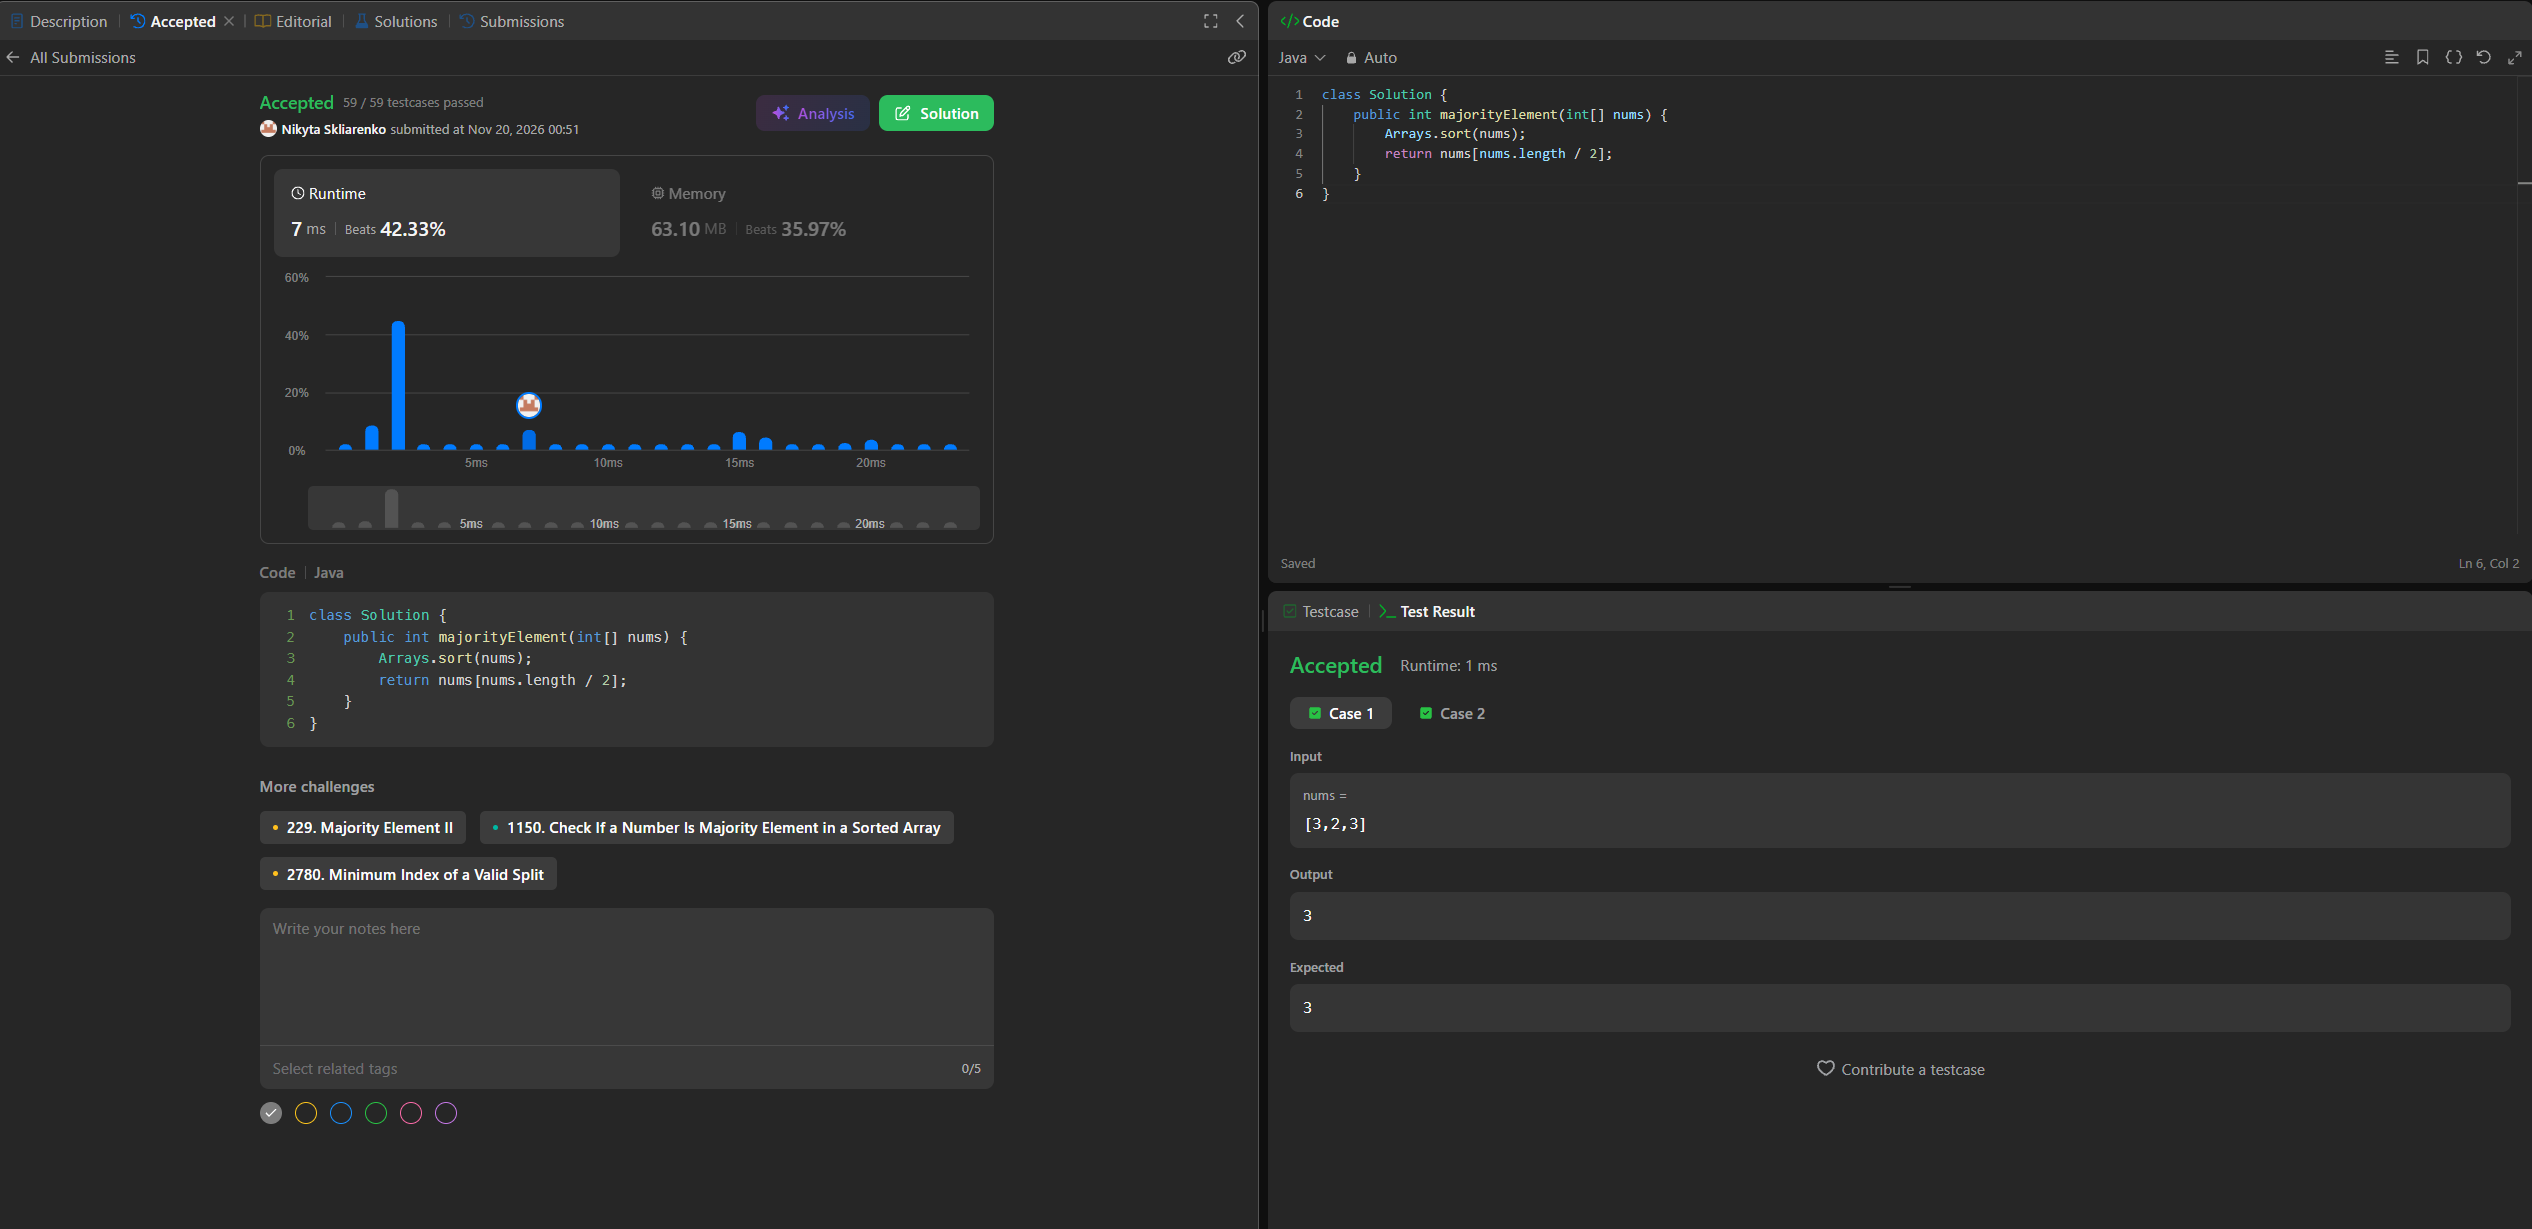 Description Accepted Editorial Solutions Submissions
All Submissions
Accepted 59 / 59 testcases passed
Nikyta Skliarenko submitted at Nov 20, 2026 00:51
Analysis Solution
Runtime
7 ms Beats 42.33%
Memory
63.10 MB Beats 35.97%
60%
40%
20%
0%
5ms 10ms 15ms 20ms
5ms 10ms 15ms 20ms
Code Java
1 class Solution {
2     public int majorityElement(int[] nums) {
3         Arrays.sort(nums);
4         return nums[nums.length / 2];
5     }
6 }
More challenges
229. Majority Element II 1150. Check If a Number Is Majority Element in a Sorted Array
2780. Minimum Index of a Valid Split
Write your notes here
Select related tags 0/5
</> Code
Java Auto
1 class Solution {
2     public int majorityElement(int[] nums) {
3         Arrays.sort(nums);
4         return nums[nums.length / 2];
5     }
6 }
Saved Ln 6, Col 2
Testcase Test Result
Accepted Runtime: 1 ms
Case 1 Case 2
Input
nums =
[3,2,3]
Output
3
Expected
3
Contribute a testcase